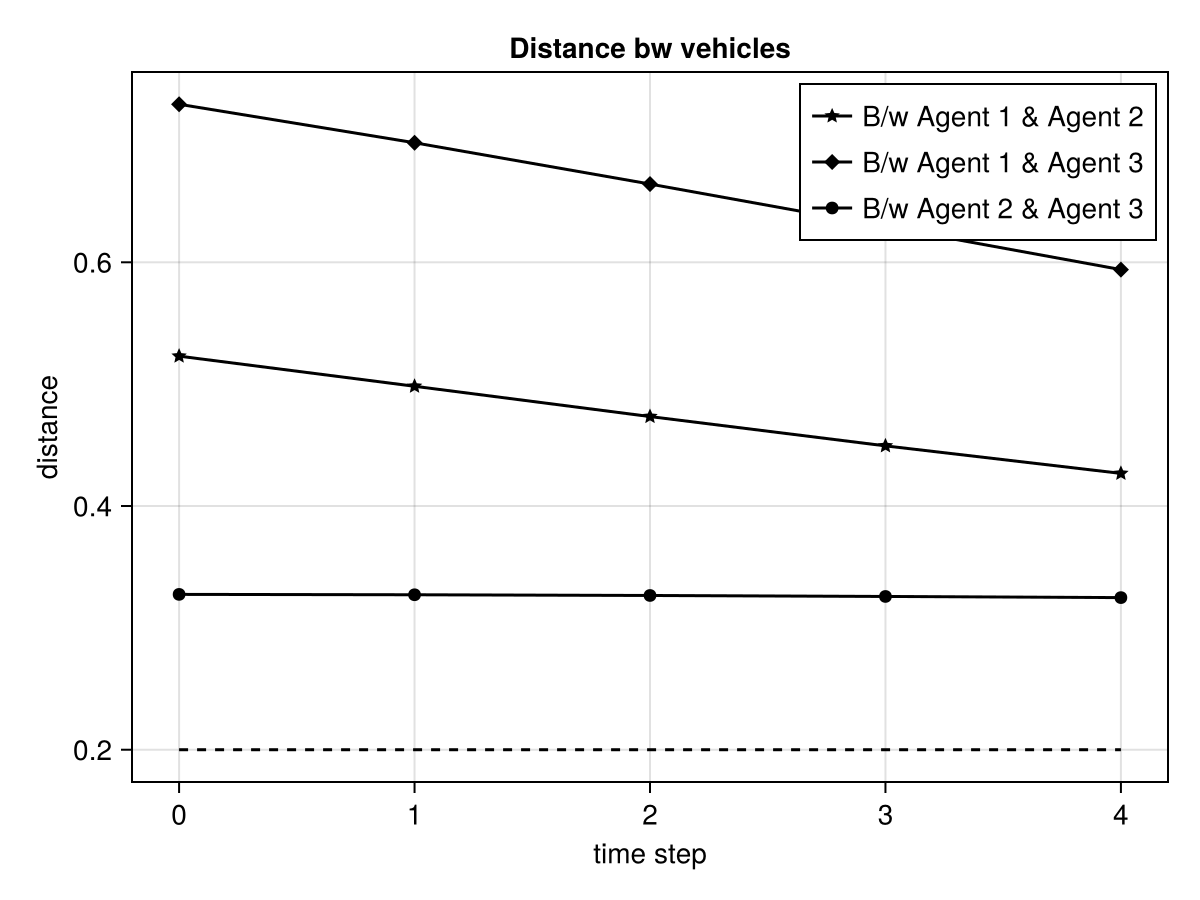 Distance bw vehicles
B/w Agent 1 & Agent 2
B/w Agent 1 & Agent 3
B/w Agent 2 & Agent 3
0.6
0.4
0.2
distance
0 1 2 3 4
time step